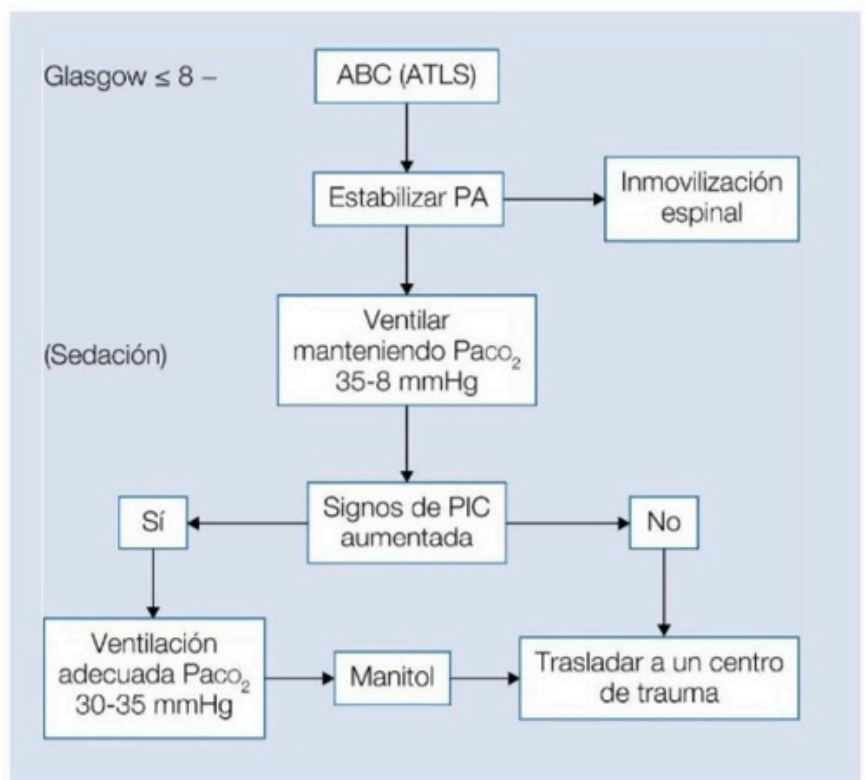 Glasgow ≤ 8 –
ABC (ATLS)
Estabilizar PA
Inmovilización
espinal
(Sedación)
Ventilar
manteniendo Paco₂
35-8 mmHg
Sí
Signos de PIC
aumentada
No
Ventilación
adecuada Paco₂
30-35 mmHg
Manitol
Trasladar a un centro
de trauma